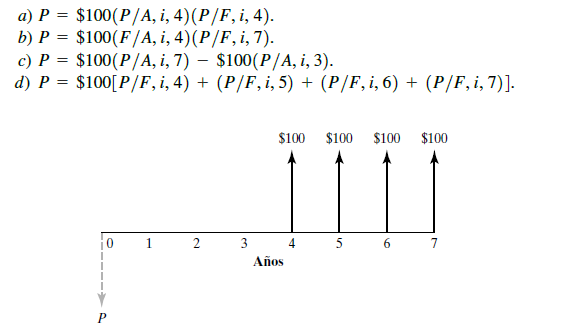 a) P = $100(P/A, i, 4)(P/F, i, 4).
b) P = $100(F/A, i, 4)(P/F, i, 7).
c) P = $100(P/A, i, 7) − $100(P/A, i, 3).
d) P = $100[P/F, i, 4) + (P/F, i, 5) + (P/F, i, 6) + (P/F, i, 7)].
$100 $100 $100 $100
0 1 2 3 4 5 6 7
Años
P